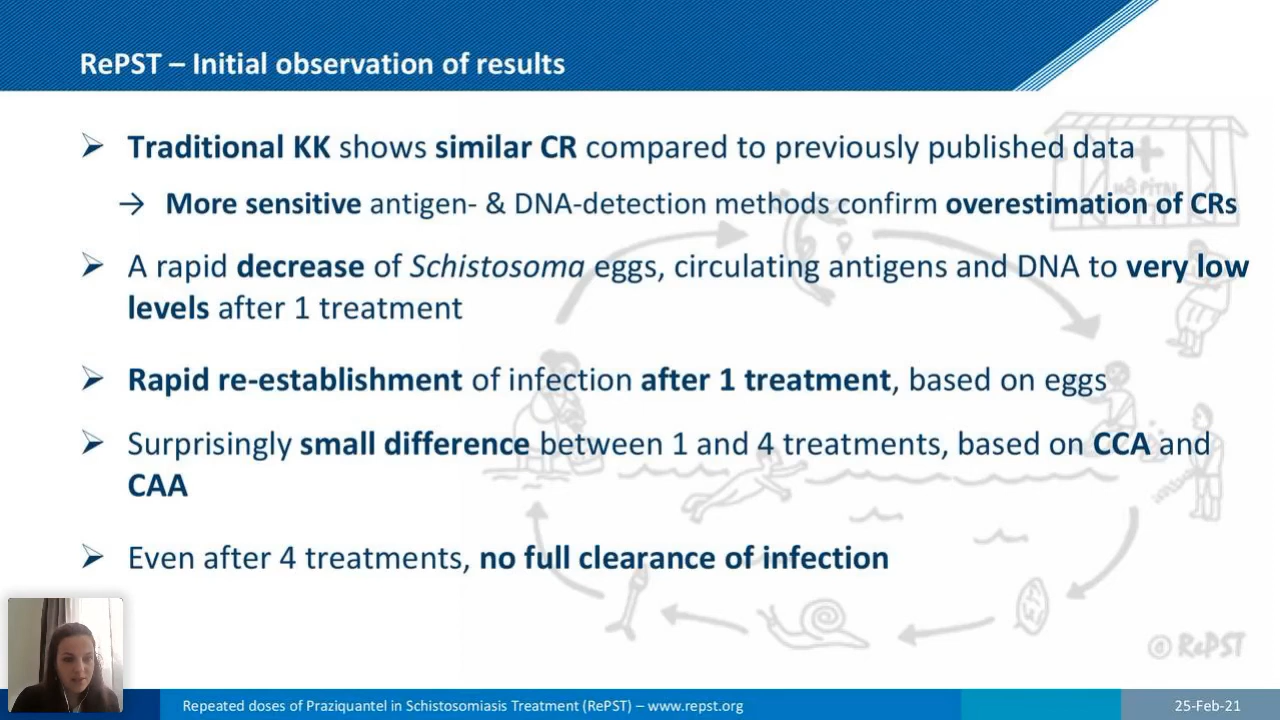 RePST – Initial observation of results
➢ Traditional KK shows similar CR compared to previously published data
→ More sensitive antigen- & DNA-detection methods confirm overestimation of CRs
➢ A rapid decrease of Schistosoma eggs, circulating antigens and DNA to very low
levels after 1 treatment
➢ Rapid re-establishment of infection after 1 treatment, based on eggs
➢ Surprisingly small difference between 1 and 4 treatments, based on CCA and
CAA
➢ Even after 4 treatments, no full clearance of infection
@ RePST
Repeated doses of Praziquantel in Schistosomiasis Treatment (RePST) – www.repst.org
25-Feb-21